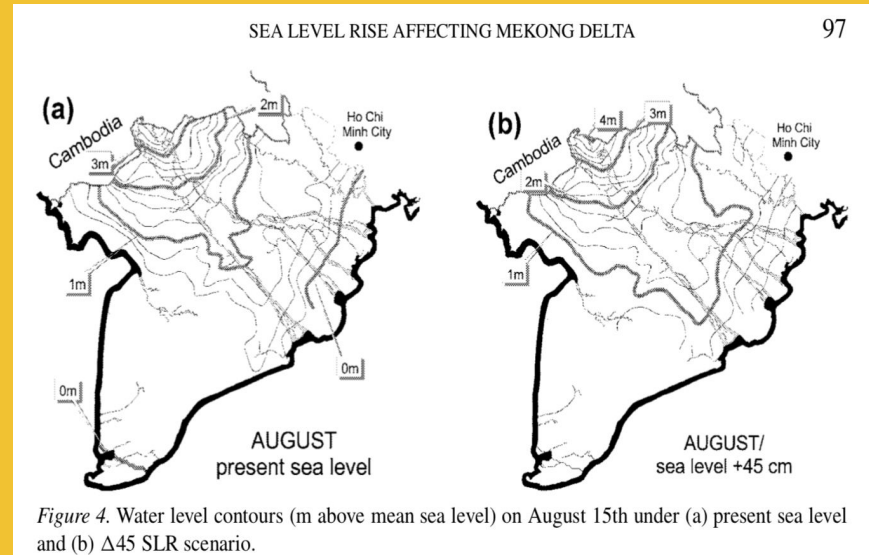 SEA LEVEL RISE AFFECTING MEKONG DELTA 97
(a)
2m
Ho Chi
Minh City
Cambodia
3m
1m
0m
0m
AUGUST
present sea level
(b)
4m
3m
Ho Chi
Minh City
Cambodia
2m
1m
AUGUST/
sea level +45 cm
Figure 4. Water level contours (m above mean sea level) on August 15th under (a) present sea level
and (b) Δ45 SLR scenario.